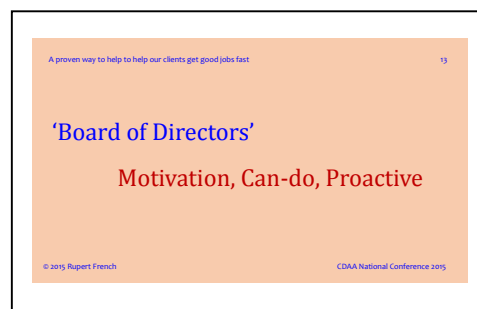 A proven way to help to help our clients get good jobs fast 13
‘Board of Directors’
Motivation, Can-do, Proactive
© 2015 Rupert French CDAA National Conference 2015